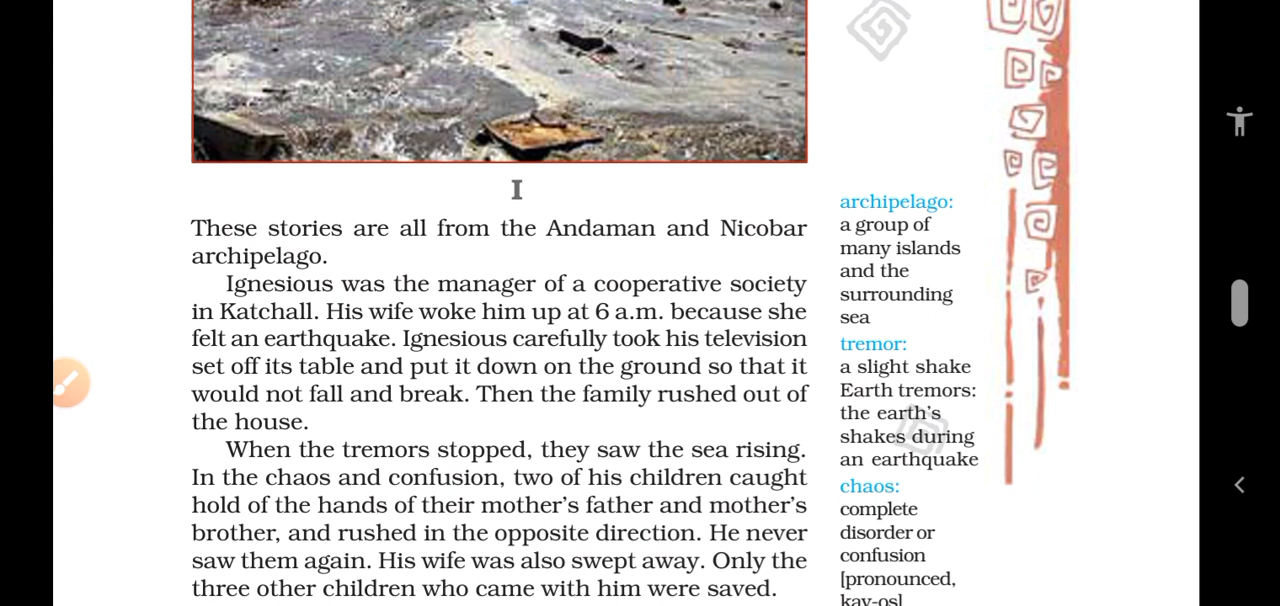 I
These stories are all from the Andaman and Nicobar
archipelago.
Ignesious was the manager of a cooperative society
in Katchall. His wife woke him up at 6 a.m. because she
felt an earthquake. Ignesious carefully took his television
set off its table and put it down on the ground so that it
would not fall and break. Then the family rushed out of
the house.
When the tremors stopped, they saw the sea rising.
In the chaos and confusion, two of his children caught
hold of the hands of their mother’s father and mother’s
brother, and rushed in the opposite direction. He never
saw them again. His wife was also swept away. Only the
three other children who came with him were saved.
archipelago:
a group of
many islands
and the
surrounding
sea
tremor:
a slight shake
Earth tremors:
the earth’s
shakes during
an earthquake
chaos:
complete
disorder or
confusion
[pronounced,
kay-os]